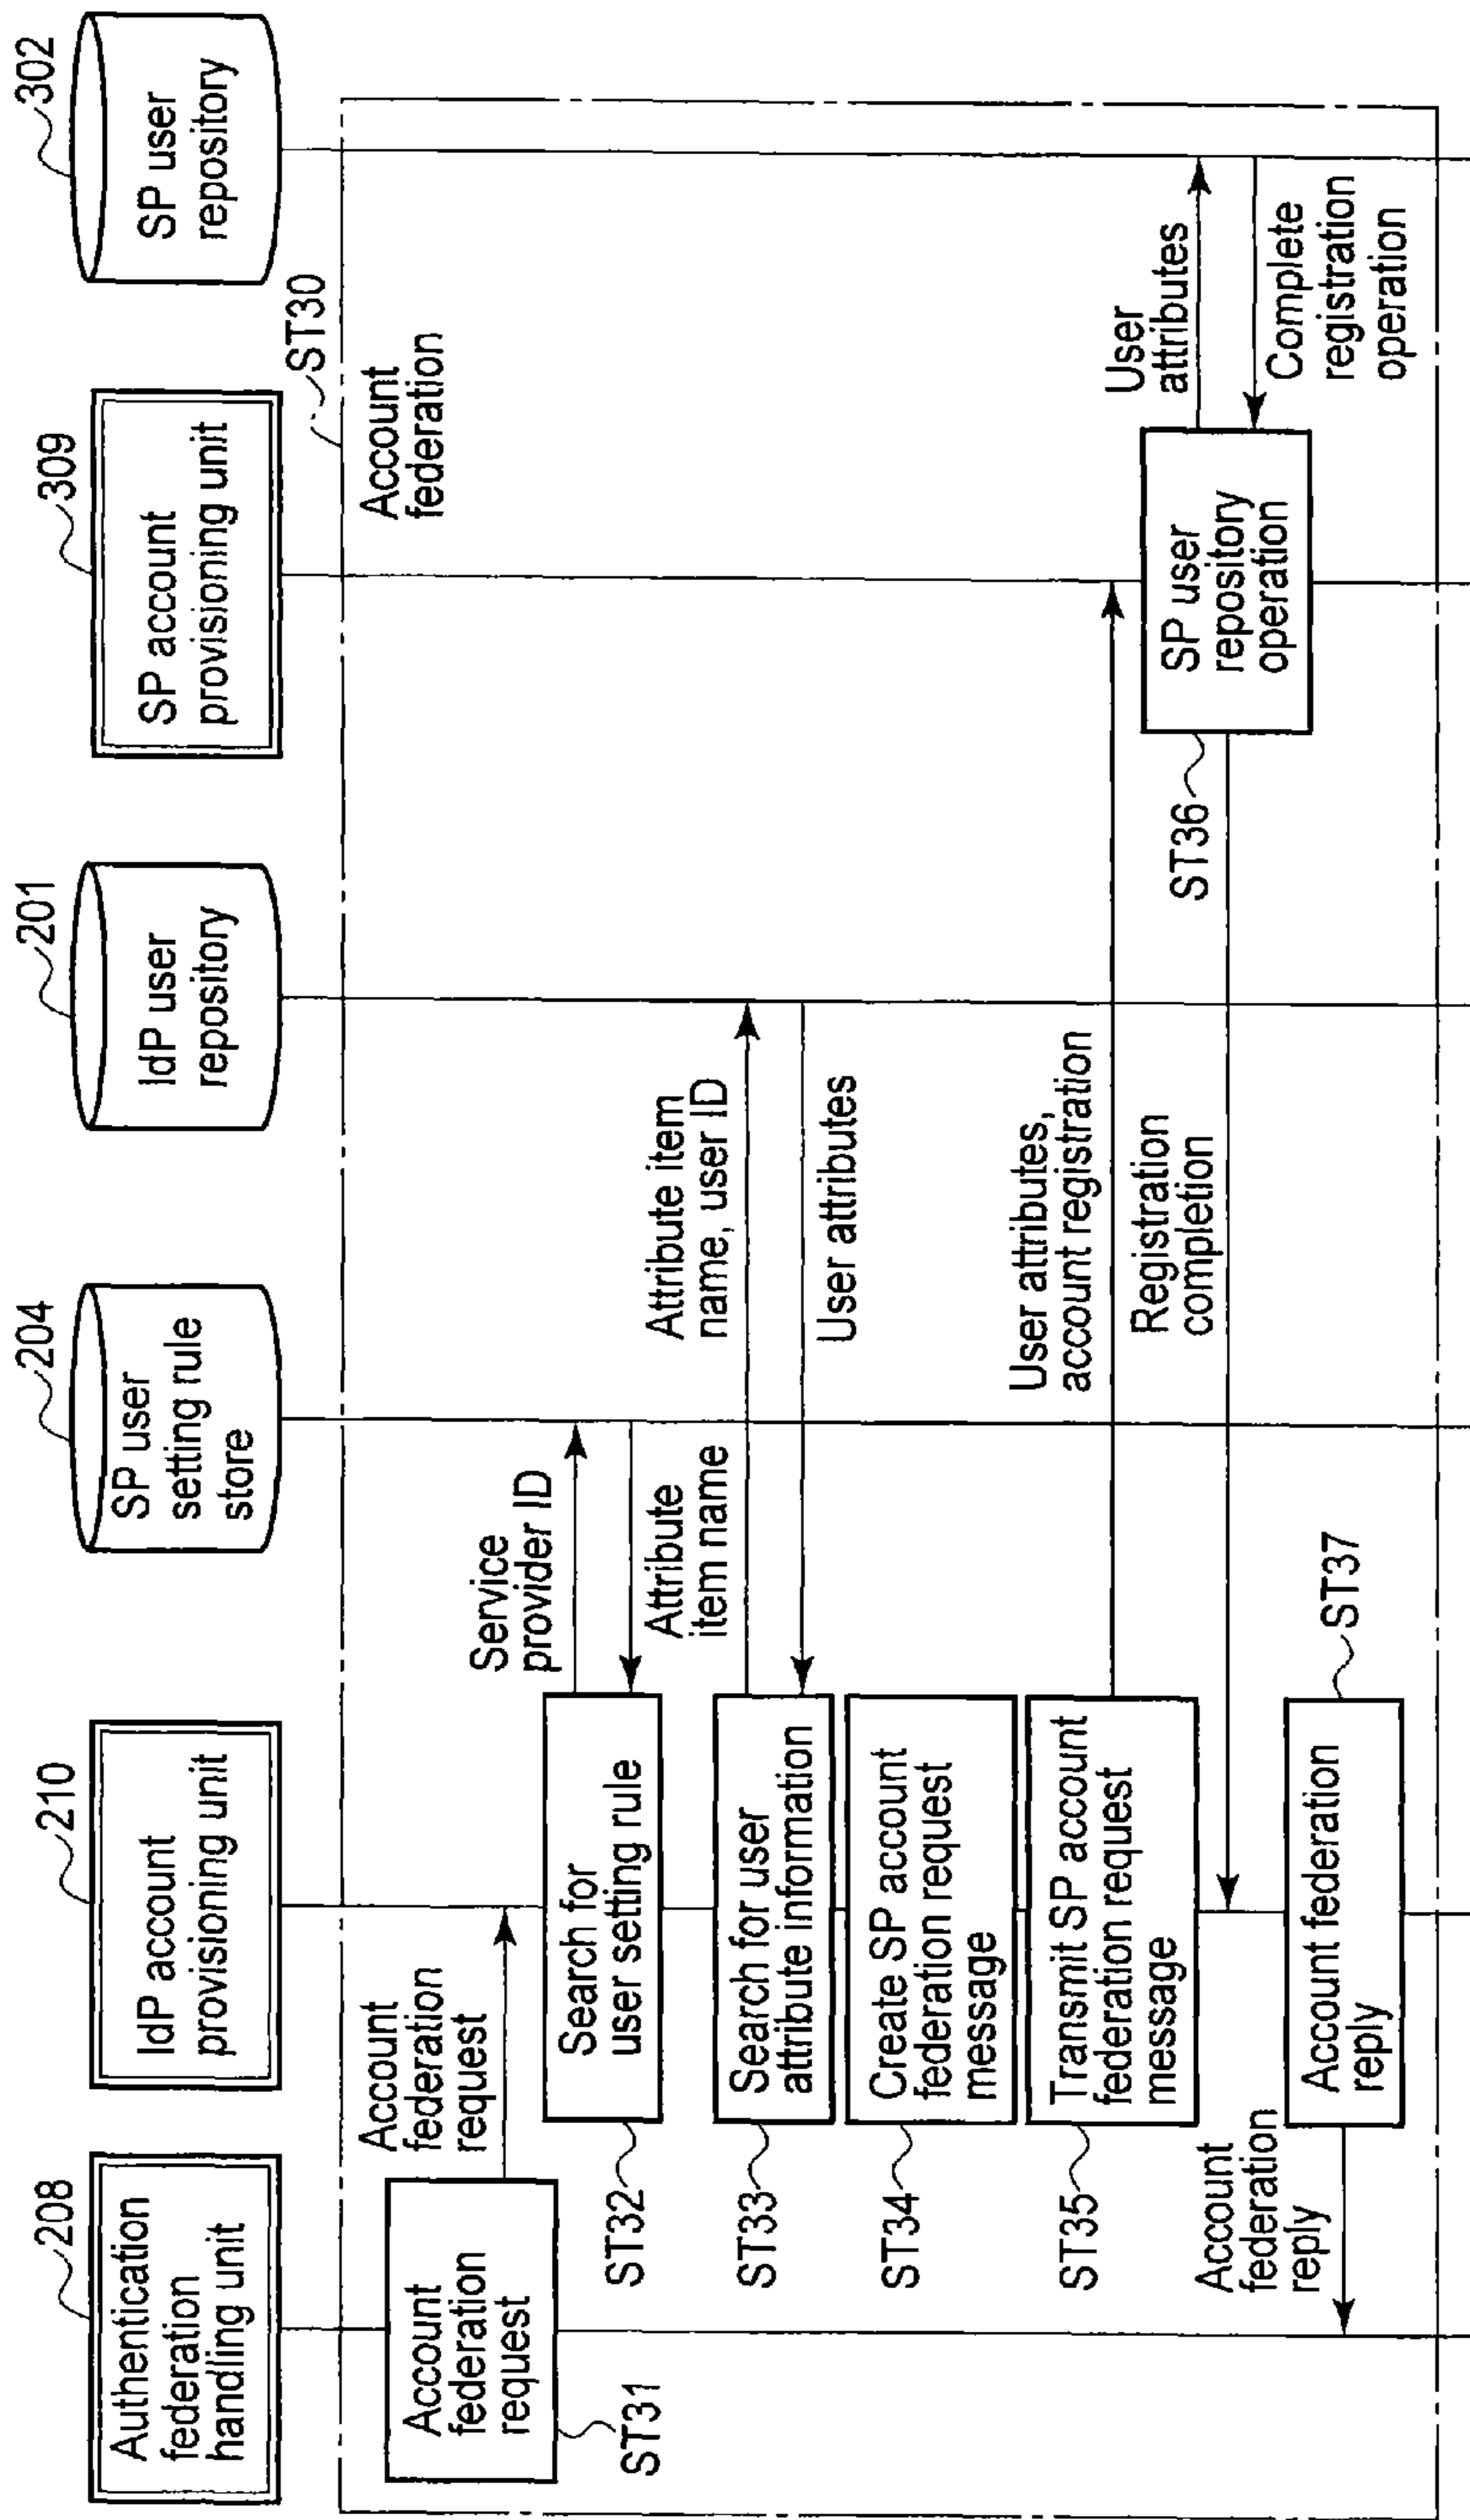 208
Authentication
federation
handling unit
210
IdP account
provisioning unit
204
SP user
setting rule
store
201
IdP user
repository
309
SP account
provisioning unit
302
SP user
repository
ST30
Account
federation
Account
federation
request
ST31
Account
federation
request
Search for
user setting rule
ST32
Service
provider ID
Attribute
item name
Search for user
attribute information
ST33
Attribute item
name, user ID
User attributes
Create SP account
federation request
message
ST34
Transmit SP account
federation request
message
ST35
User attributes,
account registration
SP user
repository
operation
ST36
User
attributes
Complete
registration
operation
Registration
completion
Account federation
reply
ST37
Account
federation
reply